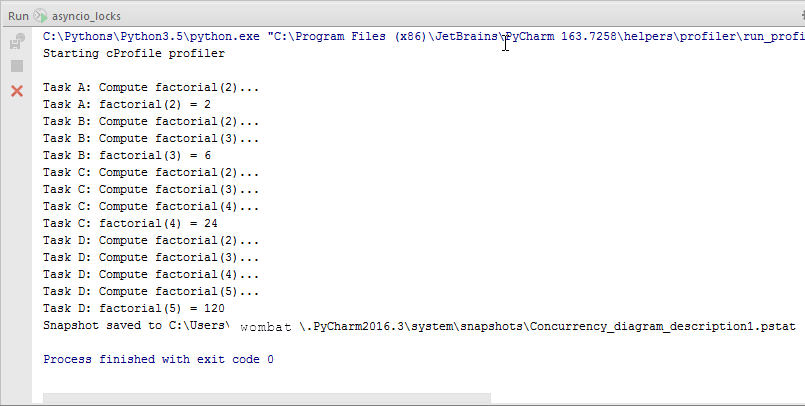 Run asyncio_locks
C:\Pythons\Python3.5\python.exe "C:\Program Files (x86)\JetBrains\PyCharm 163.7258\helpers\profiler\run_profi
Starting cProfile profiler
Task A: Compute factorial(2)...
Task A: factorial(2) = 2
Task B: Compute factorial(2)...
Task B: Compute factorial(3)...
Task B: factorial(3) = 6
Task C: Compute factorial(2)...
Task C: Compute factorial(3)...
Task C: Compute factorial(4)...
Task C: factorial(4) = 24
Task D: Compute factorial(2)...
Task D: Compute factorial(3)...
Task D: Compute factorial(4)...
Task D: Compute factorial(5)...
Task D: factorial(5) = 120
Snapshot saved to C:\Users\ wombat \.PyCharm2016.3\system\snapshots\Concurrency_diagram_description1.pstat
Process finished with exit code 0